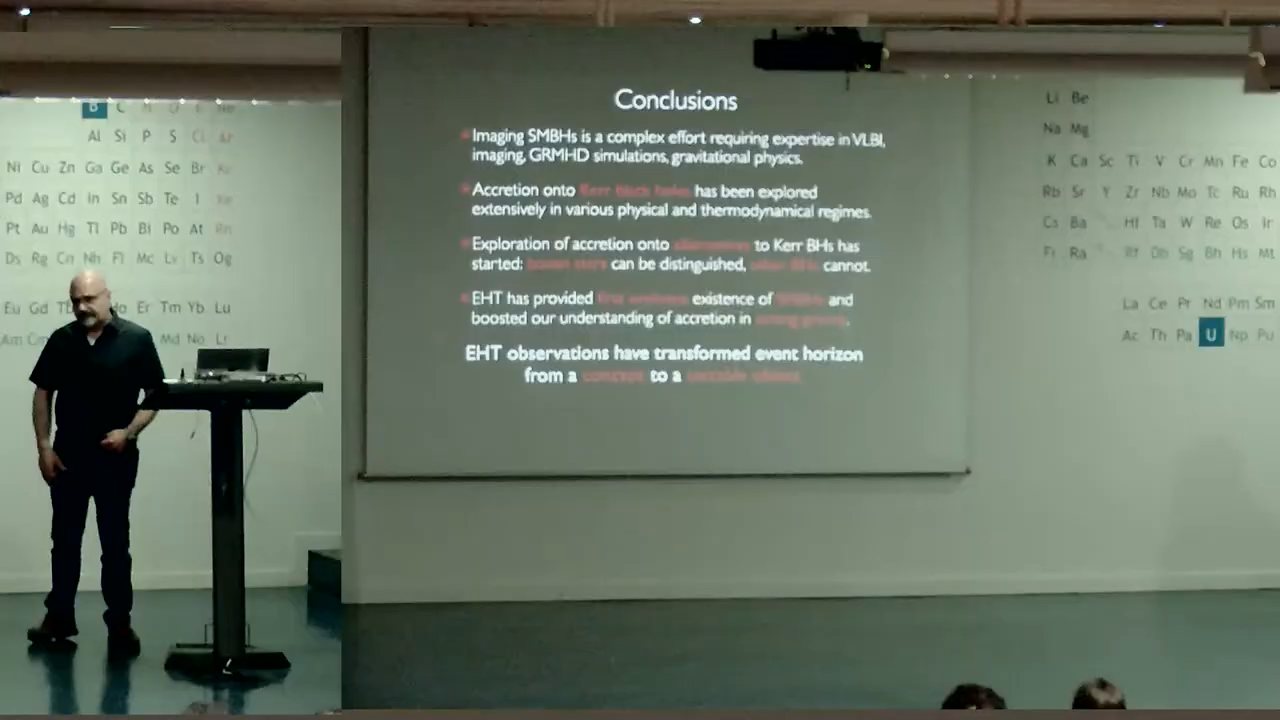 Conclusions
Imaging SMBHs is a complex effort requiring expertise in VLBI,
imaging, GRMHD simulations, gravitational physics.
Accretion onto Kerr black holes has been explored
extensively in various physical and thermodynamical regimes.
Exploration of accretion onto alternatives to Kerr BHs has
started: boson stars can be distinguished, other BHs cannot.
EHT has provided first evidence existence of and
boosted our understanding of accretion in strong gravity.
EHT observations have transformed event horizon
from a concept to a testable object
B C
Al Si P S Cl Ar
Ni Cu Zn Ga Ge As Se Br Kr
Pd Ag Cd In Sn Sb Te I Xe
Pt Au Hg Tl Pb Bi Po At Rn
Ds Rg Cn Nh Fl Mc Lv Ts Og
Eu Gd Ho Er Tm Yb Lu
Am Cm Md No Lr
Li Be
Na Mg
K Ca Sc Ti V Cr Mn Fe Co
Rb Sr Y Zr Nb Mo Tc Ru Rh
Cs Ba Hf Ta W Re Os Ir
Fr Ra Rf Db Sg Bh Hs Mt
La Ce Pr Nd Pm Sm
Ac Th Pa U Np Pu